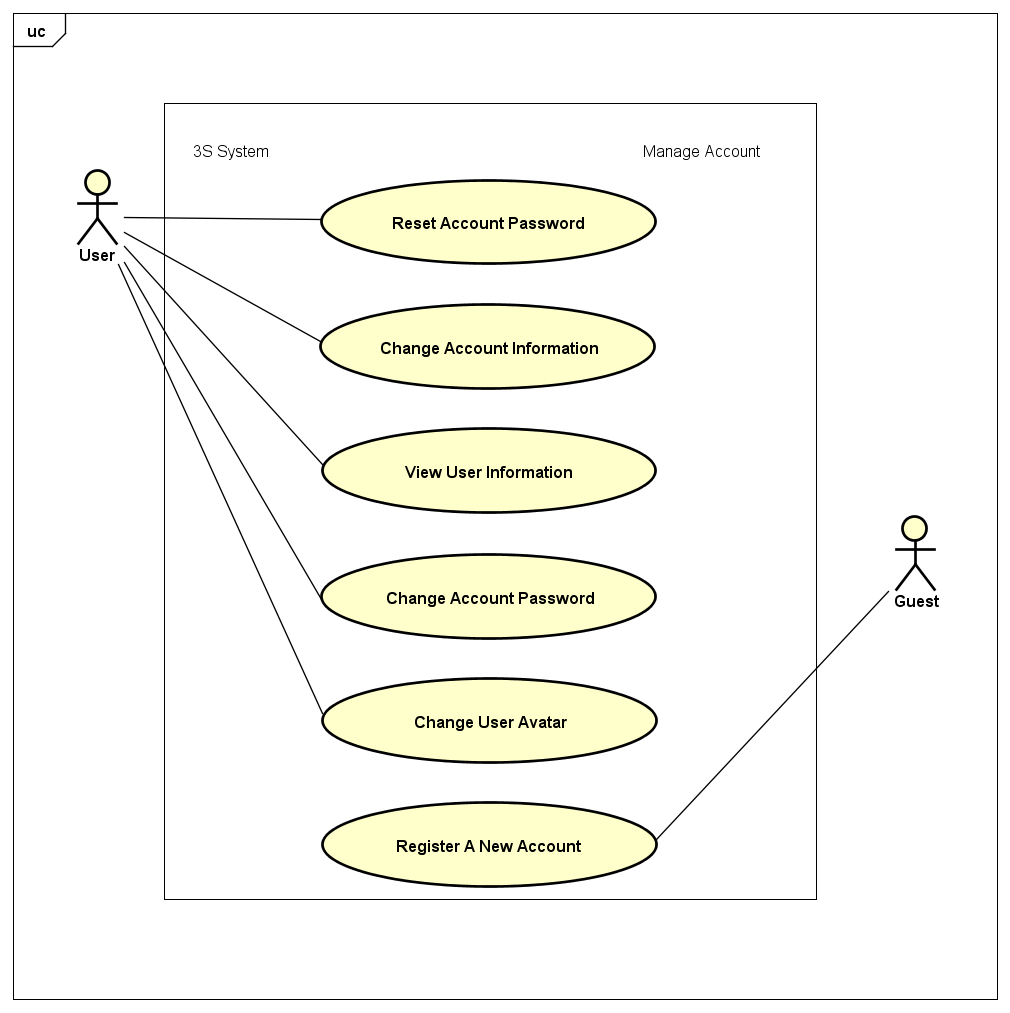 uc
3S System
Manage Account
User
Reset Account Password
Change Account Information
View User Information
Change Account Password
Guest
Change User Avatar
Register A New Account